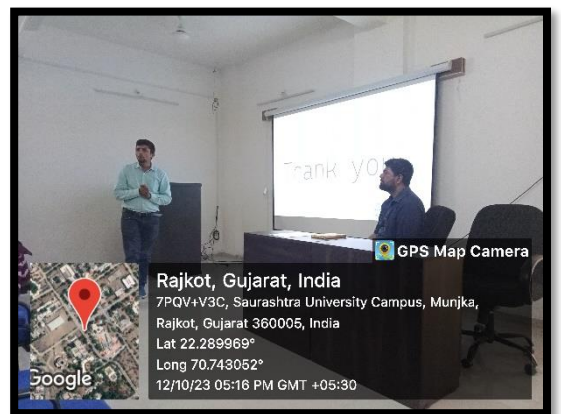 Thank you
GPS Map Camera
Rajkot, Gujarat, India
7PQV+V3C, Saurashtra University Campus, Munjka,
Rajkot, Gujarat 360005, India
Lat 22.289969°
Long 70.743052°
12/10/23 05:16 PM GMT +05:30
Google